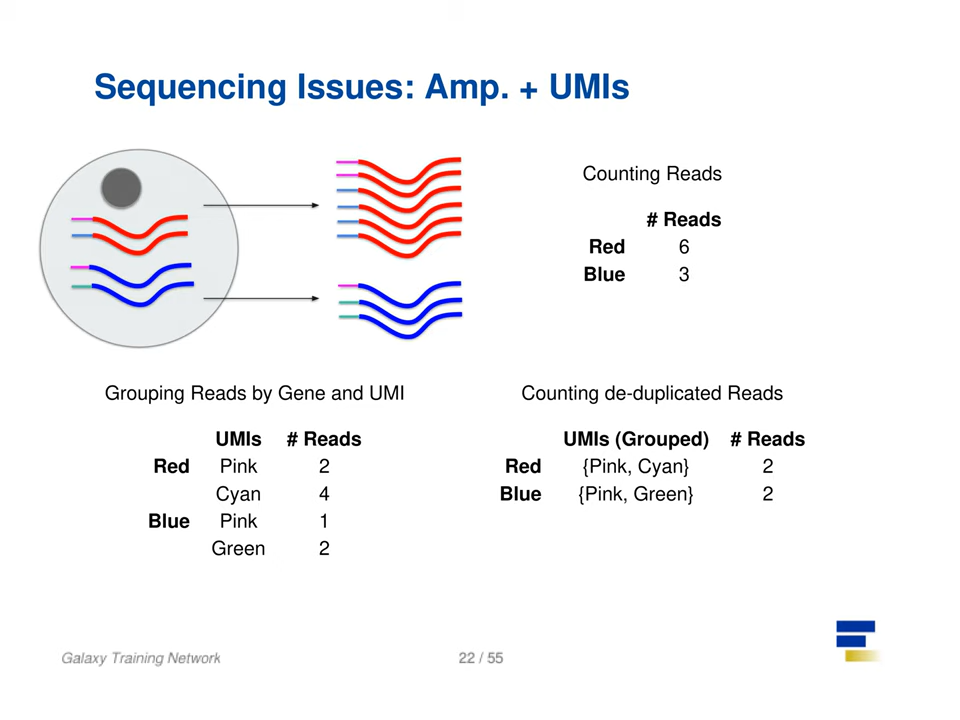 Sequencing Issues: Amp. + UMIs
Counting Reads
# Reads
Red 6
Blue 3
Grouping Reads by Gene and UMI
UMIs # Reads
Red Pink 2
Cyan 4
Blue Pink 1
Green 2
Counting de-duplicated Reads
UMIs (Grouped) # Reads
Red {Pink, Cyan} 2
Blue {Pink, Green} 2
Galaxy Training Network
22 / 55